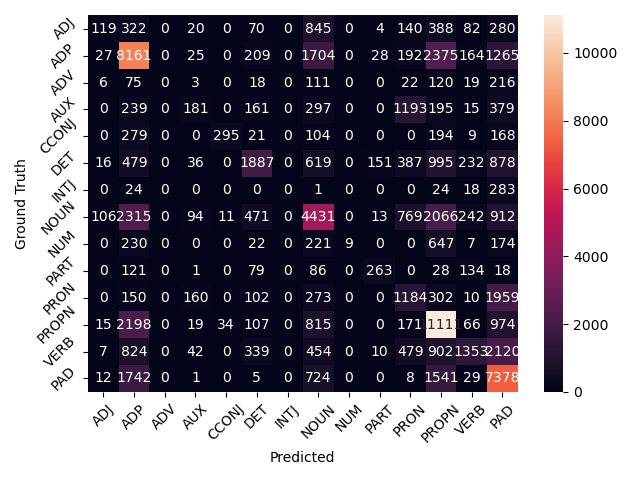 ADJ 119 322 0 20 0 70 0 845 0 4 140 388 82 280
ADP 27 8161 0 25 0 209 0 1704 0 28 192 2375 164 1265
ADV 6 75 0 3 0 18 0 111 0 0 22 120 19 216
AUX 0 239 0 181 0 161 0 297 0 0 1193 195 15 379
CCONJ 0 279 0 0 295 21 0 104 0 0 0 194 9 168
DET 16 479 0 36 0 1887 0 619 0 151 387 995 232 878
INTJ 0 24 0 0 0 0 0 1 0 0 0 24 18 283
NOUN 106 2315 0 94 11 471 0 4431 0 13 769 2066 242 912
NUM 0 230 0 0 0 22 0 221 9 0 0 647 7 174
PART 0 121 0 1 0 79 0 86 0 263 0 28 134 18
PRON 0 150 0 160 0 102 0 273 0 0 1184 302 10 1959
PROPN 15 2198 0 19 34 107 0 815 0 0 171 66 974
VERB 7 824 0 42 0 339 0 454 0 10 479 902 1353 2120
PAD 12 1742 0 1 0 5 0 724 0 0 8 1541 29 7378
ADJ ADP ADV AUX CCONJ DET INTJ NOUN NUM PART PRON PROPN VERB PAD
Predicted
Ground Truth
10000
8000
6000
4000
2000
0